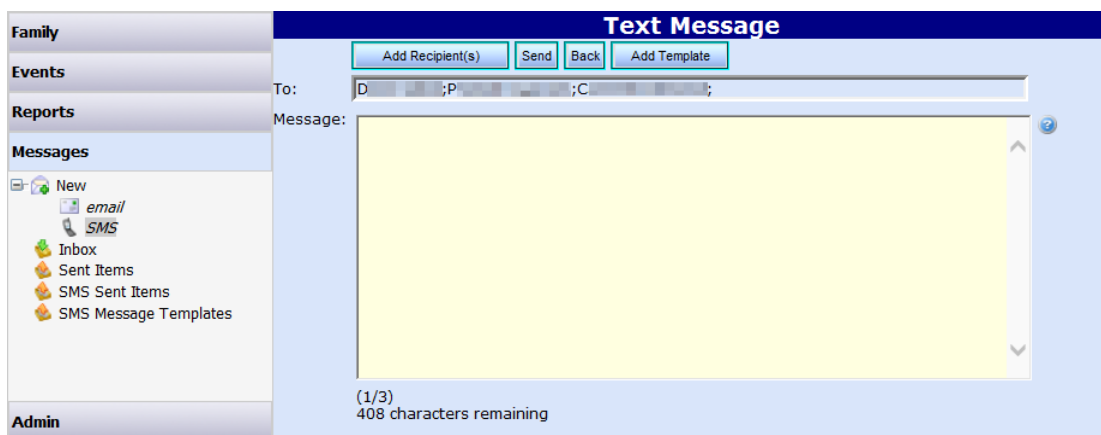 Text Message
Family
Events
Reports
Messages
New
email
SMS
Inbox
Sent Items
SMS Sent Items
SMS Message Templates
Admin
Add Recipient(s) Send Back Add Template
To: D ;P ;C ;
Message:
(1/3)
408 characters remaining